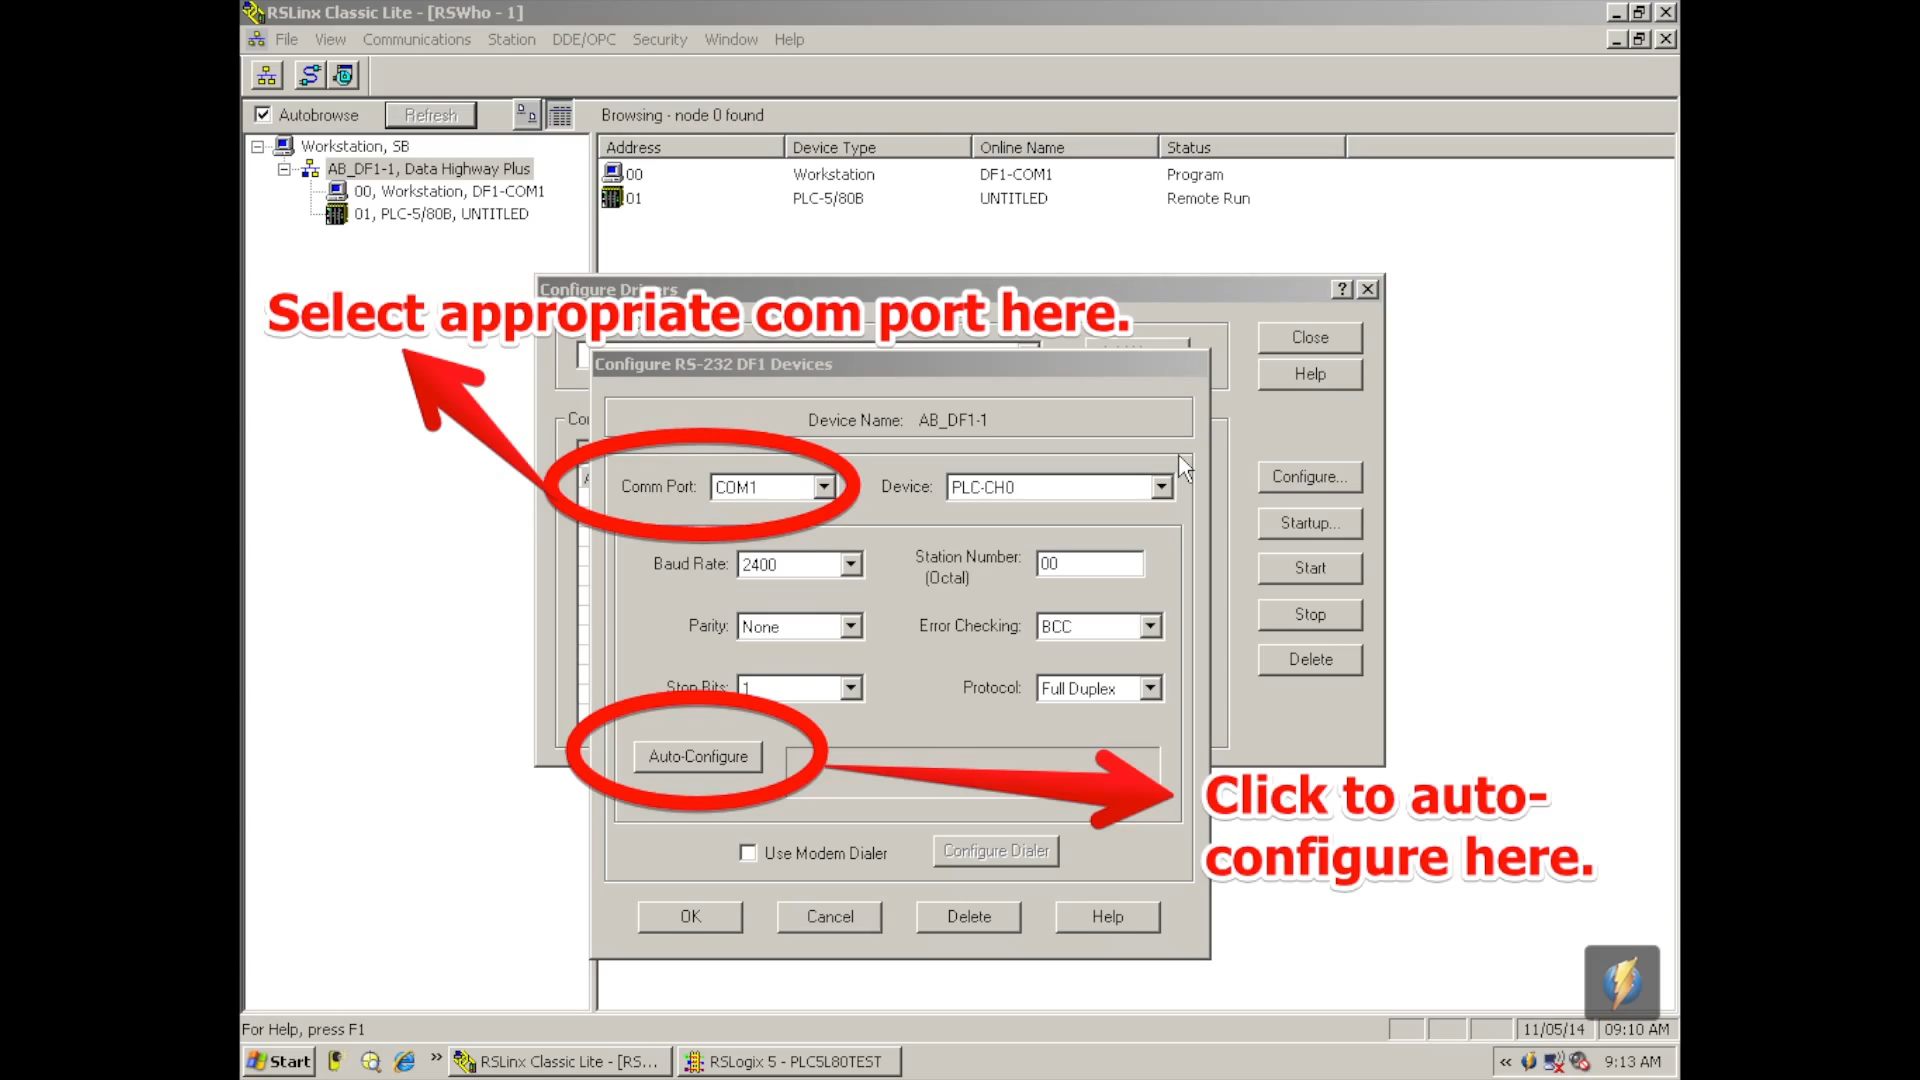 RSLinx Classic Lite - [RSWho - 1]
File View Communications Station DDE/OPC Security Window Help
Autobrowse Refresh Browsing - node 0 found
Workstation, SB
AB_DF1-1, Data Highway Plus
00, Workstation, DF1-COM1
01, PLC-5/80B, UNTITLED
Address Device Type Online Name Status
00 Workstation DF1-COM1 Program
01 PLC-5/80B UNTITLED Remote Run
Configure Drivers
Select appropriate com port here.
Close
Help
Configure RS-232 DF1 Devices
Device Name: AB_DF1-1
Comm Port: COM1 Device: PLC-CH0
Configure...
Baud Rate: 2400 Station Number: 00
(Octal)
Startup...
Start
Parity: None Error Checking: BCC
Stop
Stop Bits: 1 Protocol: Full Duplex
Delete
Auto-Configure
Click to auto-
configure here.
Use Modem Dialer Configure Dialer
OK Cancel Delete Help
For Help, press F1 11/05/14 09:10 AM
Start » RSLinx Classic Lite - [RS... RSLogix 5 - PLC5L80TEST « 9:13 AM